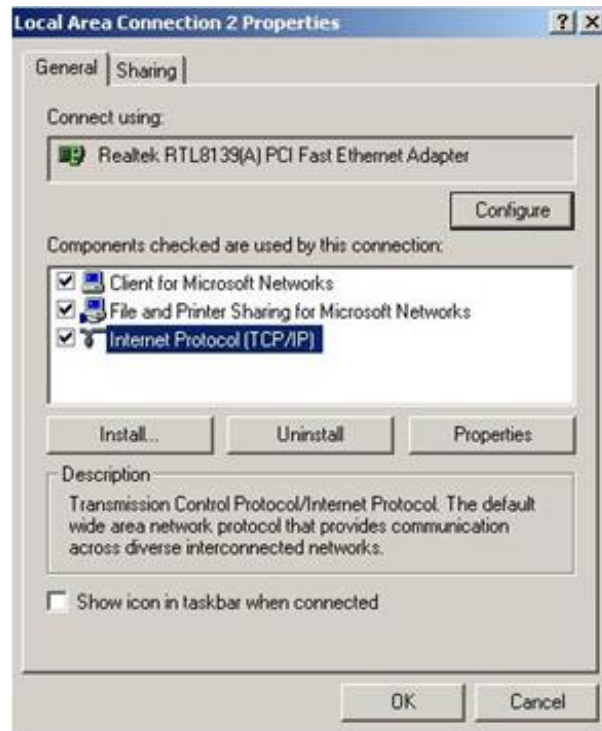 Local Area Connection 2 Properties
General
Sharing
Connect using:
Realtek RTL8139(A) PCI Fast Ethernet Adapter
Configure
Components checked are used by this connection:
Client for Microsoft Networks
File and Printer Sharing for Microsoft Networks
Internet Protocol (TCP/IP)
Install...
Uninstall
Properties
Description
Transmission Control Protocol/Internet Protocol. The default
wide area network protocol that provides communication
across diverse interconnected networks.
Show icon in taskbar when connected
OK
Cancel